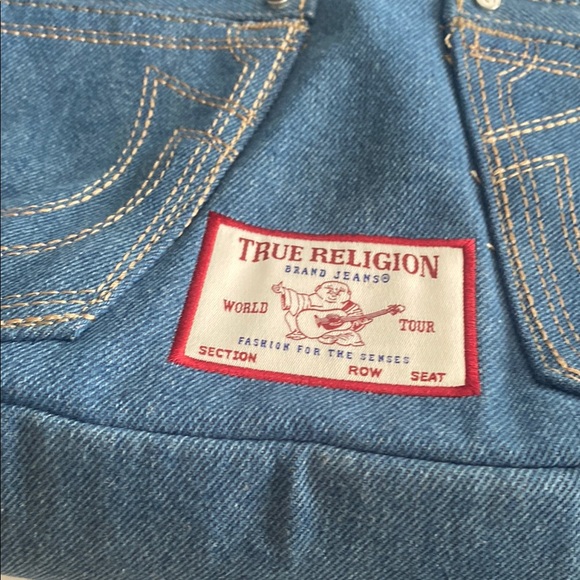 TRUE RELIGION
BRAND JEANS®
WORLD TOUR
FASHION FOR THE SENSES
SECTION ROW SEAT